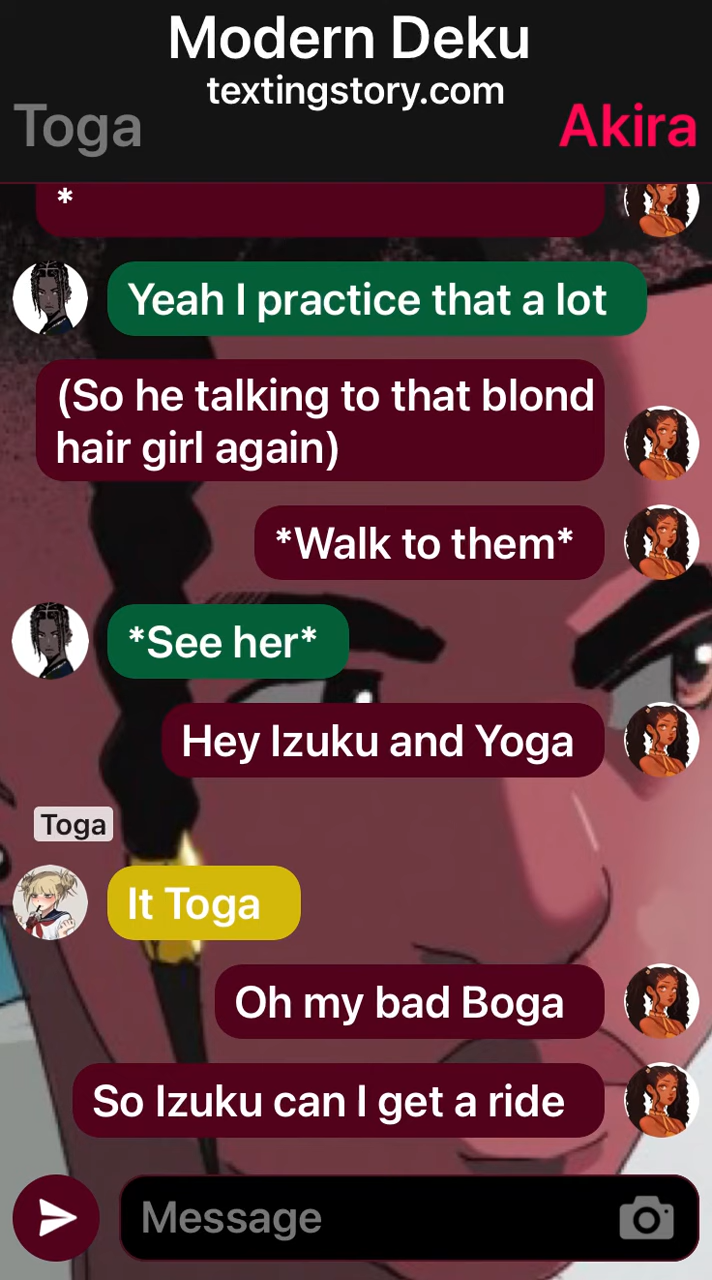 Modern Deku
textingstory.com
Toga
Akira
*
Yeah I practice that a lot
(So he talking to that blond
hair girl again)
*Walk to them*
*See her*
Hey Izuku and Yoga
Toga
It Toga
Oh my bad Boga
So Izuku can I get a ride
Message